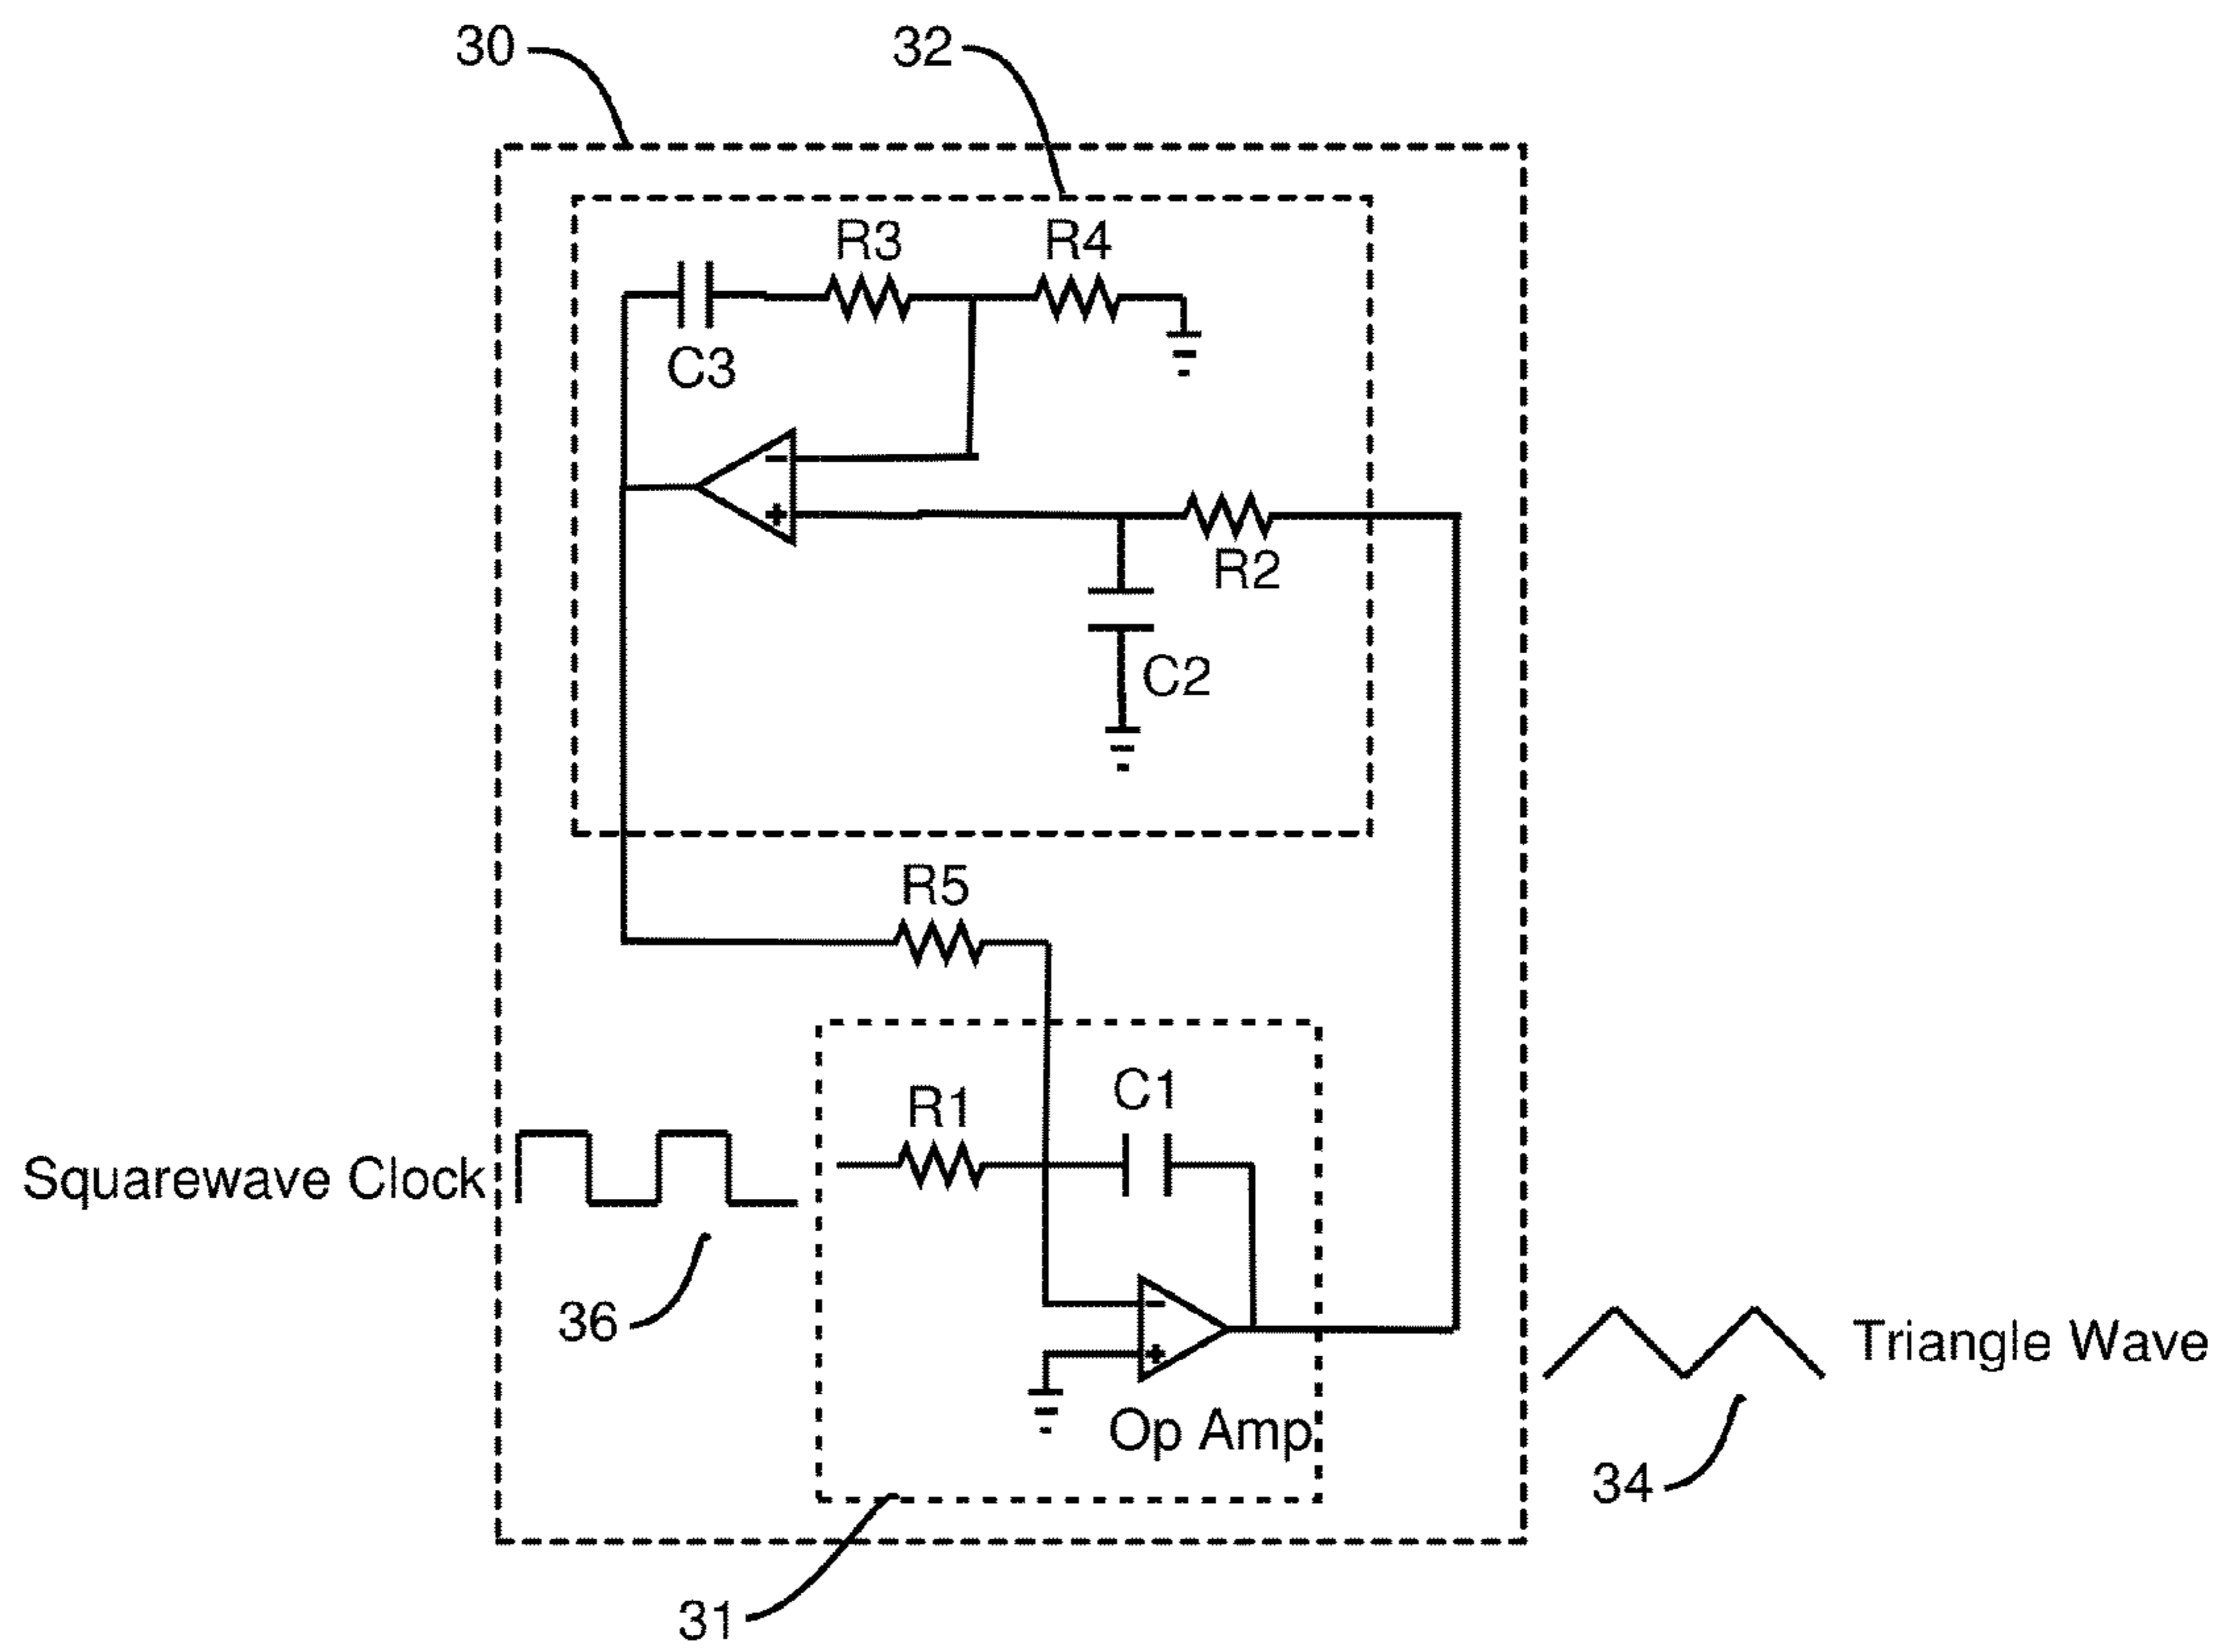 30
32
R3
R4
C3
R2
C2
R5
R1
C1
Squarewave Clock
36
Triangle Wave
Op Amp
34
31